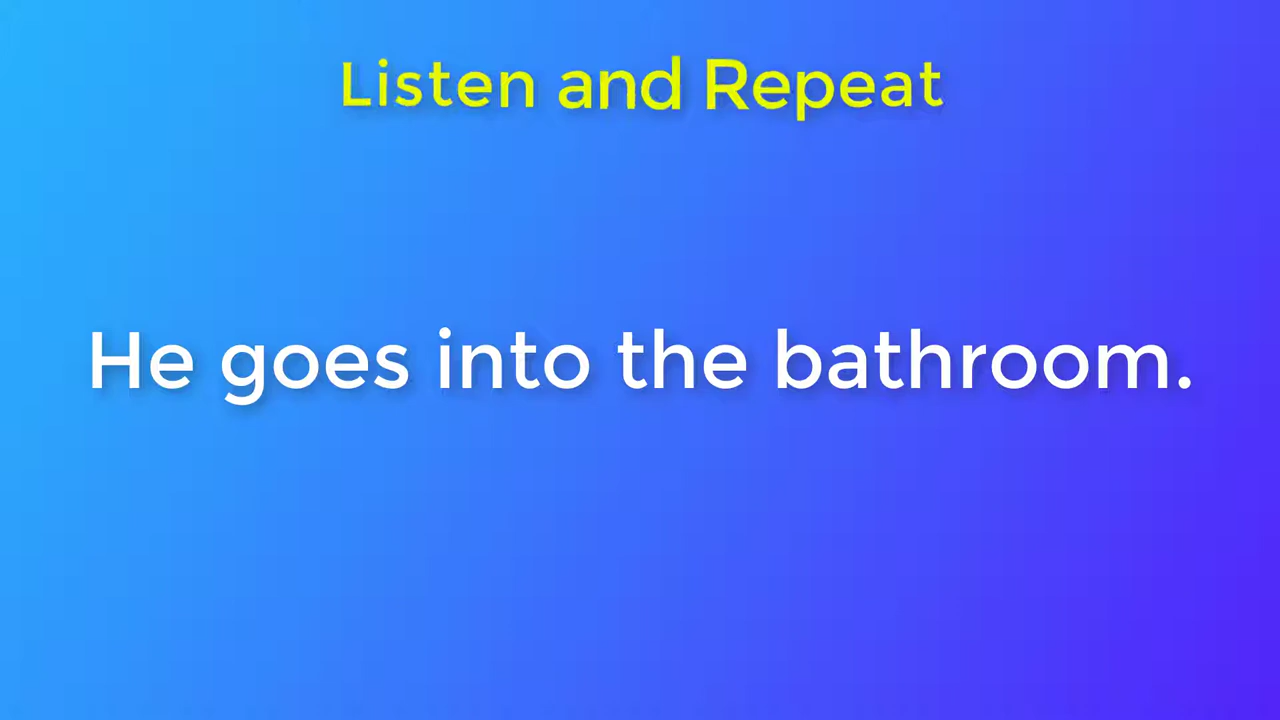 Listen and Repeat
He goes into the bathroom.